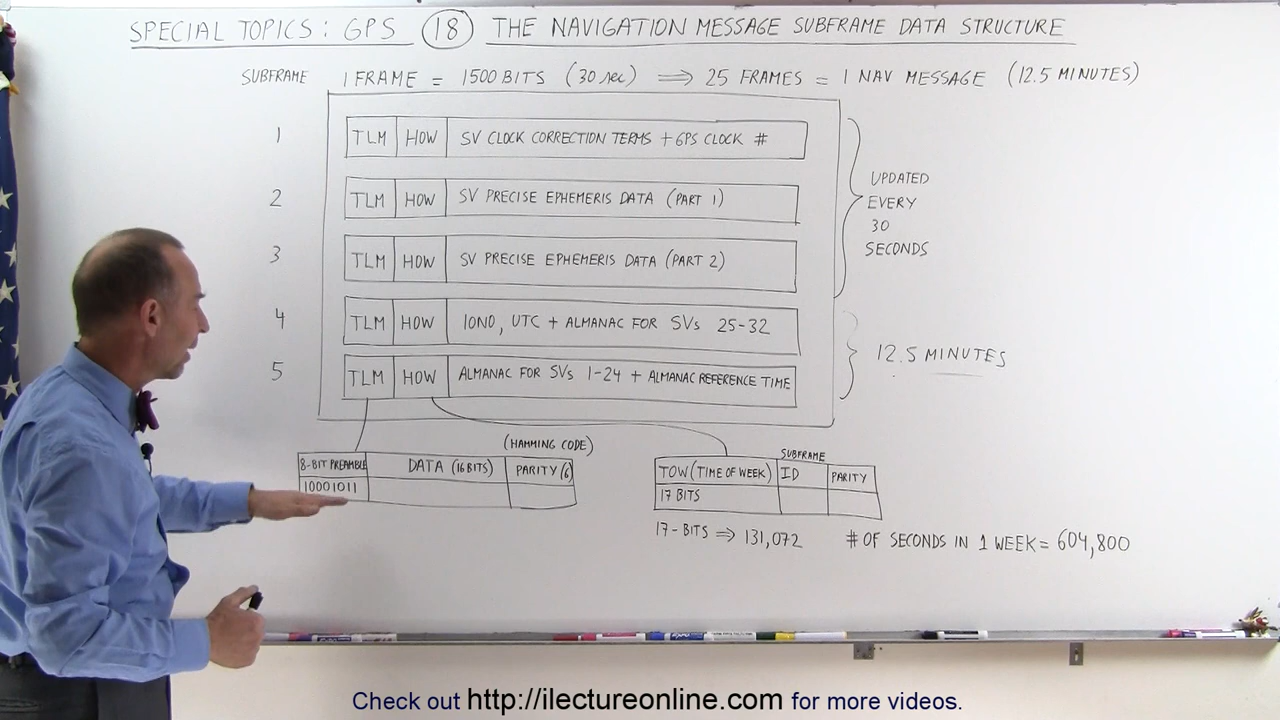 SPECIAL TOPICS: GPS 18 THE NAVIGATION MESSAGE SUBFRAME DATA STRUCTURE
SUBFRAME 1 FRAME = 1500 BITS (30 sec) ⟹ 25 FRAMES = 1 NAV MESSAGE (12.5 MINUTES)
1 TLM HOW SV CLOCK CORRECTION TERMS + GPS CLOCK #
2 TLM HOW SV PRECISE EPHEMERIS DATA (PART 1)
3 TLM HOW SV PRECISE EPHEMERIS DATA (PART 2)
UPDATED
EVERY
30
SECONDS
4 TLM HOW IONO, UTC + ALMANAC FOR SVs 25-32
5 TLM HOW ALMANAC FOR SVs 1-24 + ALMANAC REFERENCE TIME
12.5 MINUTES
(HAMMING CODE)
8-BIT PREAMBLE DATA (16 BITS) PARITY (6)
10001011
SUBFRAME
TOW (TIME OF WEEK) ID PARITY
17 BITS
17-BITS ⟹ 131,072 # OF SECONDS IN 1 WEEK = 604,800
Check out http://ilectureonline.com for more videos.